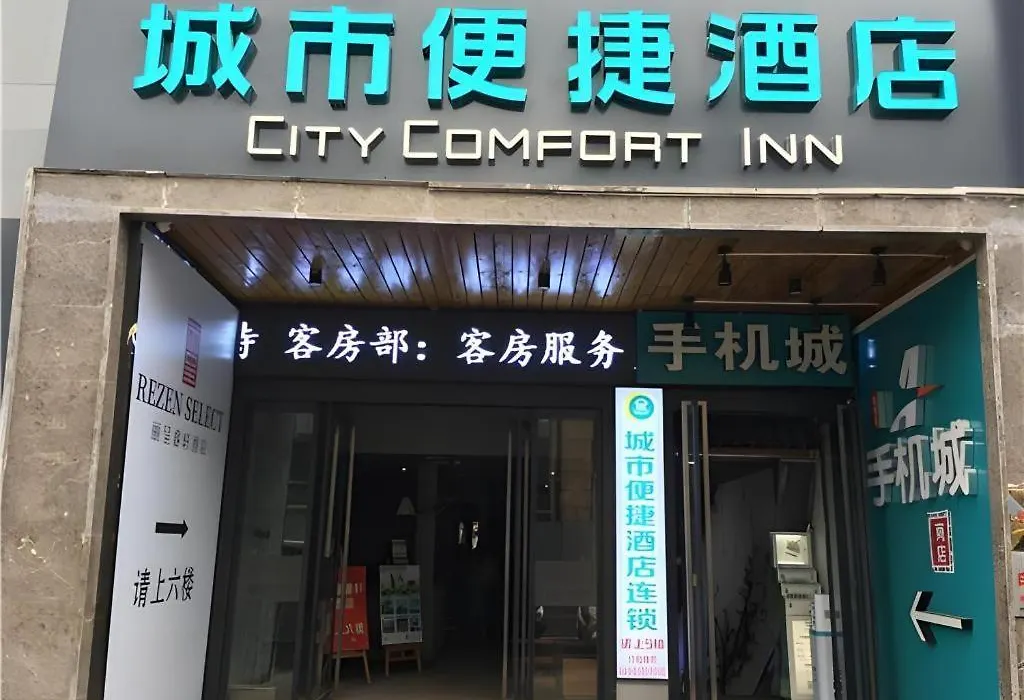 城市便捷酒店
CITY COMFORT INN
客房部：客房服务
手机城
REZEN SELECT
请上六楼
城市便捷酒店连锁
手机城